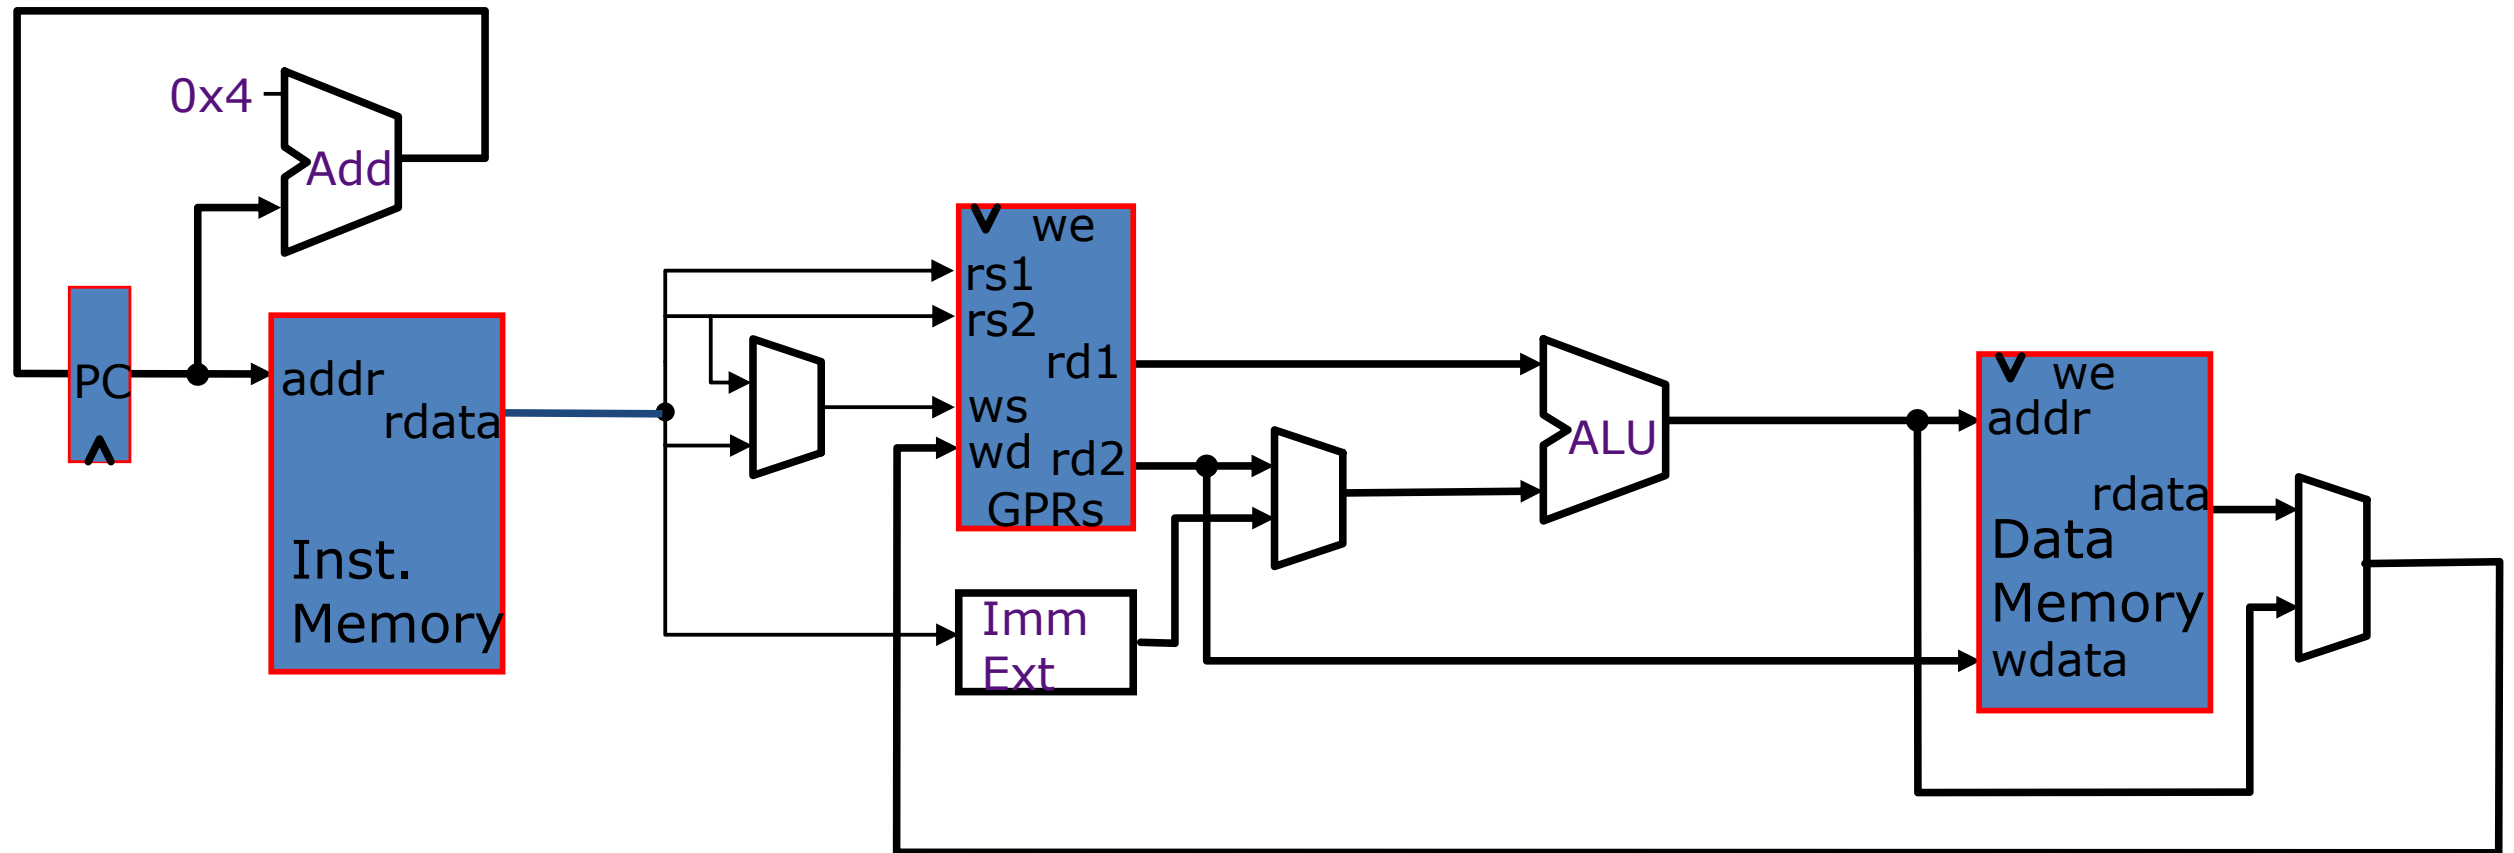 0x4
Add
PC
addr
rdata
Inst.
Memory
we
rs1
rs2
rd1
ws
wd
rd2
GPRs
Imm
Ext
ALU
we
addr
rdata
Data
Memory
wdata